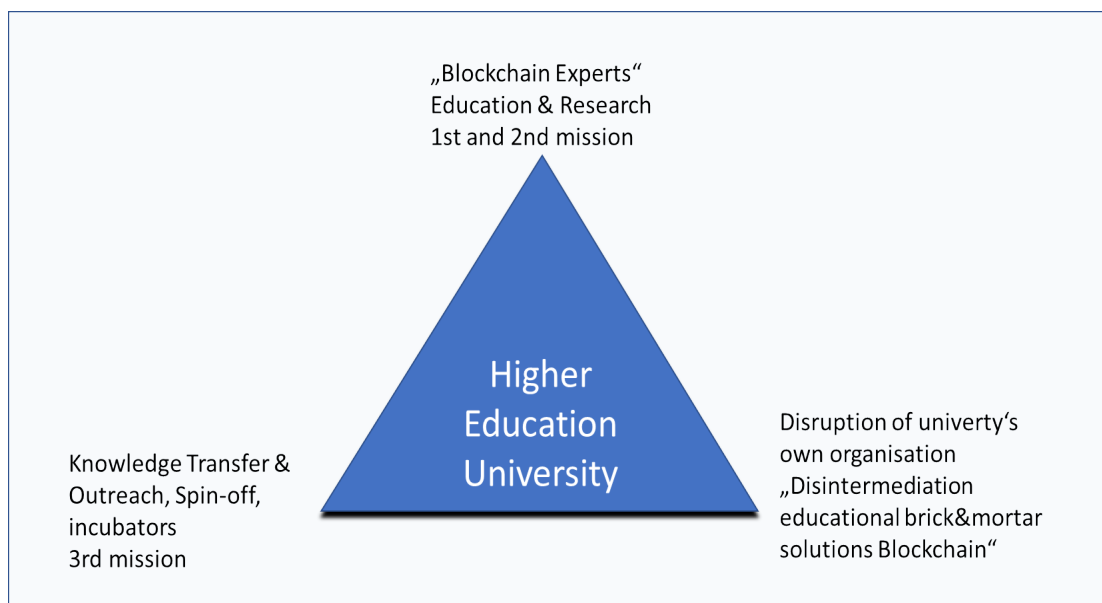 „Blockchain Experts“
Education & Research
1st and 2nd mission
Higher
Education
University
Knowledge Transfer &
Outreach, Spin-off,
incubators
3rd mission
Disruption of univerty‘s
own organisation
„Disintermediation
educational brick&mortar
solutions Blockchain“